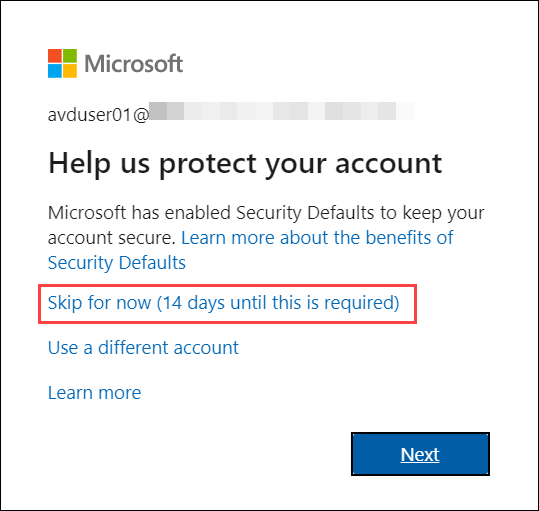 Microsoft
avduser01@
Help us protect your account
Microsoft has enabled Security Defaults to keep your
account secure. Learn more about the benefits of
Security Defaults
Skip for now (14 days until this is required)
Use a different account
Learn more
Next